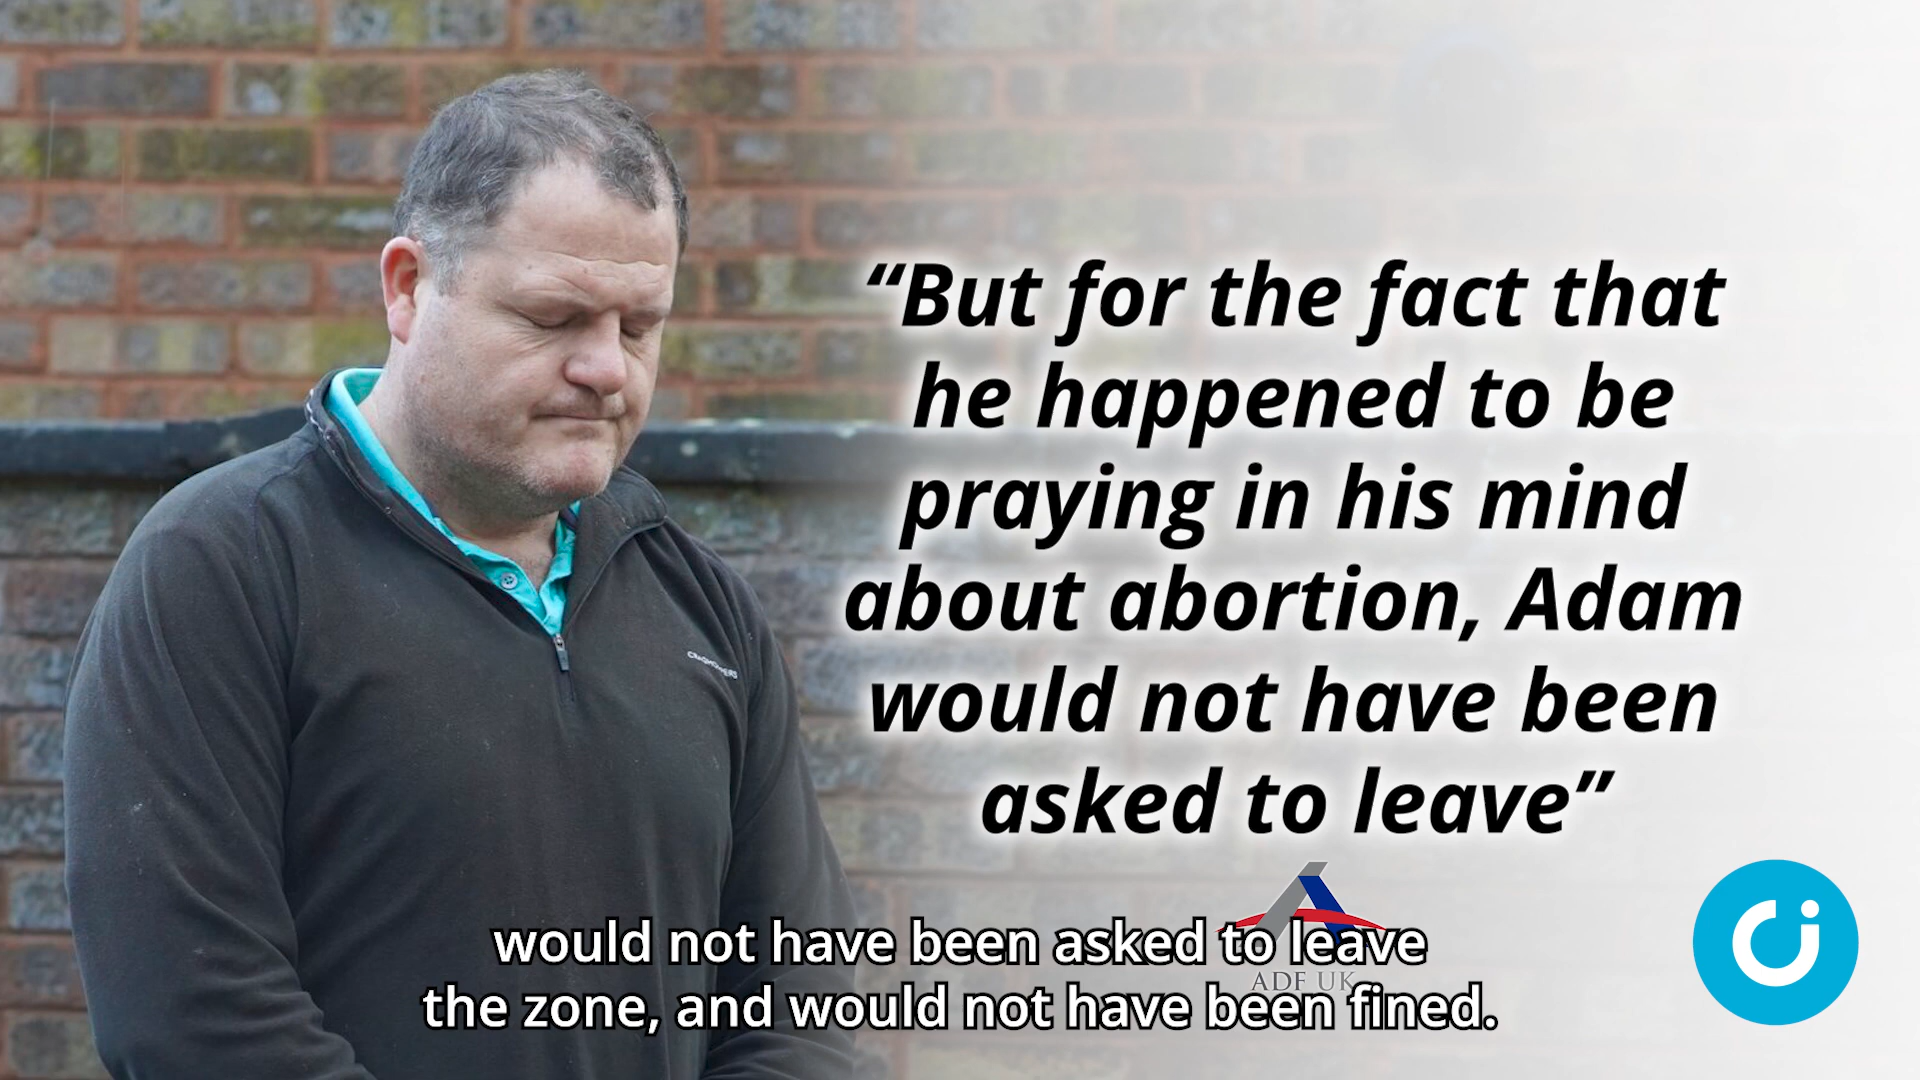 “But for the fact that
he happened to be
praying in his mind
about abortion, Adam
would not have been
asked to leave”
ADF UK
would not have been asked to leave
the zone, and would not have been fined.